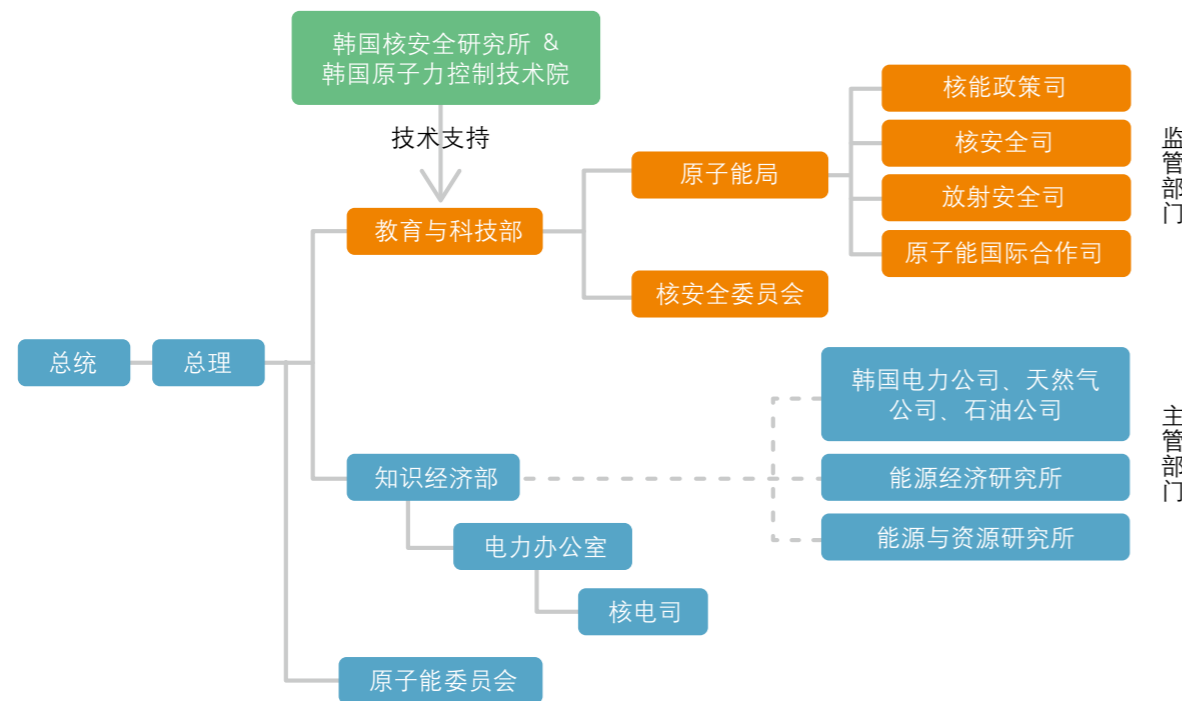 韩国核安全研究所 &
韩国原子力控制技术院
技术支持
核能政策司
核安全司
原子能局
放射安全司
教育与科技部
原子能国际合作司
核安全委员会
监管部门
总统
总理
韩国电力公司、天然气
公司、石油公司
知识经济部
能源经济研究所
电力办公室
能源与资源研究所
核电司
原子能委员会
主管部门